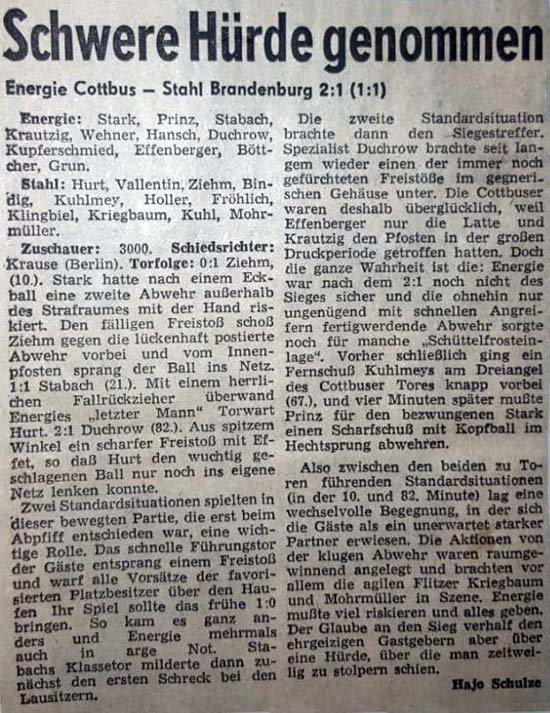 Schwere Hürde genommen
Energie Cottbus – Stahl Brandenburg 2:1 (1:1)
Energie: Stark, Prinz, Stabach,
Krautzig, Wehner, Hansch, Duchrow,
Kupferschmied, Effenberger, Bött-
cher, Grun.
Stahl: Hurt, Vallentin, Ziehm, Bin-
dig, Kuhlmey, Holler, Fröhlich,
Klingbiel, Kriegbaum, Kuhl, Mohr-
müller.
Zuschauer: 3000. Schiedsrichter:
Krause (Berlin). Torfolge: 0:1 Ziehm,
(10.). Stark hatte nach einem Eck-
ball eine zweite Abwehr außerhalb
des Strafraumes mit der Hand ris-
kiert. Den fälligen Freistoß schoß
Ziehm gegen die lückenhaft postierte
Abwehr vorbei und vom Innen-
pfosten sprang der Ball ins Netz.
1:1 Stabach (21.). Mit einem herrli-
chen Fallrückzieher überwand
Energies „letzter Mann" Torwart
Hurt. 2:1 Duchrow (82.). Aus spitzem
Winkel ein scharfer Freistoß mit Ef-
fet, so daß Hurt den wuchtig ge-
schlagenen Ball nur noch ins eigene
Netz lenken konnte.
Zwei Standardsituationen spielten in
dieser bewegten Partie, die erst beim
Abpfiff entschieden war, eine wich-
tige Rolle. Das schnelle Führungstor
der Gäste entsprang einem Freistoß
und warf alle Vorsätze der favori-
sierten Platzbesitzer über den Hau-
fen Ihr Spiel sollte das frühe 1:0
anbringen. So kam es ganz an-
ders und Energie mehrmals
auch in arge Not. Sta-
bachs Klassetor milderte dann zu-
nächst den ersten Schreck bei den
Lausitzern.
Die zweite Standardsituation
brachte dann den Siegestreffer.
Spezialist Duchrow brachte seit lan-
gem wieder einen der immer noch
gefürchteten Freistöße im gegneri-
schen Gehäuse unter. Die Cottbuser
waren deshalb überglücklich, weil
Effenberger nur die Latte und
Krautzig den Pfosten in der großen
Druckperiode getroffen hatten. Doch
die ganze Wahrheit ist die: Energie
war nach dem 2:1 noch nicht des
Sieges sicher und die ohnehin nur
ungenügend mit schnellen Angrei-
fern fertigwerdende Abwehr sorgte
noch für manche „Schüttelfrostein-
lage". Vorher schließlich ging ein
Fernschuß Kuhlmeys am Dreiangel
des Cottbuser Tores knapp vorbei
(67.), und vier Minuten später mußte
Prinz für den bezwungenen Stark
einen Scharfschuß mit Kopfball im
Hechtsprung abwehren.
Also zwischen den beiden zu To-
ren führenden Standardsituationen
(in der 10. und 82. Minute) lag eine
wechselvolle Begegnung, in der sich
die Gäste als ein unerwartet starker
Partner erwiesen. Die Aktionen von
der klugen Abwehr waren raumge-
winnend angelegt und brachten vor
allem die agilen Flitzer Kriegbaum
und Mohrmüller in Szene. Energie
mußte viel riskieren und alles geben.
Der Glaube an den Sieg verhalf den
ehrgeizigen Gastgebern aber über
eine Hürde, über die man zeitwei-
lig zu stolpern schien.
Hajo Schulze